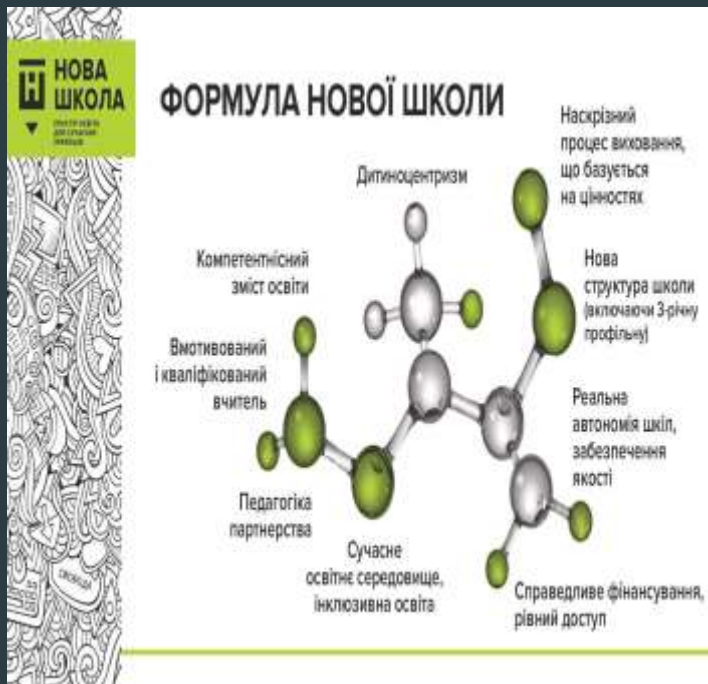 НОВА
ШКОЛА
ФОРМУЛА НОВОЇ ШКОЛИ
Наскрізний
процес виховання,
що базується
на цінностях
Дитиноцентризм
Компетентнісний
зміст освіти
Нова
структура школи
(включаючи 3-річну
профільну)
Вмотивований
і кваліфікований
вчитель
Реальна
автономія шкіл,
забезпечення
якості
Педагогіка
партнерства
Сучасне
освітнє середовище,
інклюзивна освіта
Справедливе фінансування,
рівний доступ
СВОБОДА